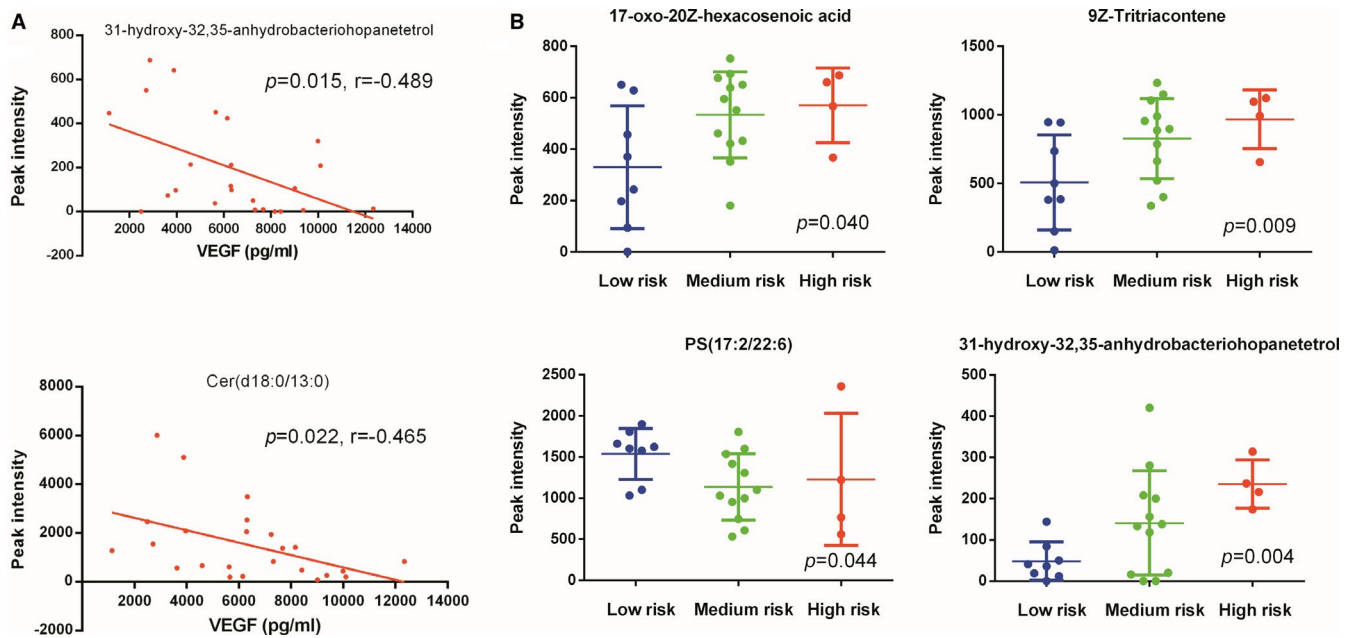 A
31-hydroxy-32,35-anhydrobacteriohopanetetrol
p=0.015, r=-0.489
Peak intensity
800
600
400
200
0
-200
2000 4000 6000 8000 10000 12000 14000
VEGF (pg/ml)
Cer(d18:0/13:0)
p=0.022, r=-0.465
Peak intensity
8000
6000
4000
2000
0
-2000
2000 4000 6000 8000 10000 12000 14000
VEGF (pg/ml)
B
17-oxo-20Z-hexacosenoic acid
Peak intensity
800
600
400
200
0
p=0.040
Low risk Medium risk High risk
9Z-Tritriacontene
Peak intensity
1500
1000
500
0
p=0.009
Low risk Medium risk High risk
PS(17:2/22:6)
Peak intensity
2500
2000
1500
1000
500
0
p=0.044
Low risk Medium risk High risk
31-hydroxy-32,35-anhydrobacteriohopanetetrol
Peak intensity
500
400
300
200
100
0
p=0.004
Low risk Medium risk High risk